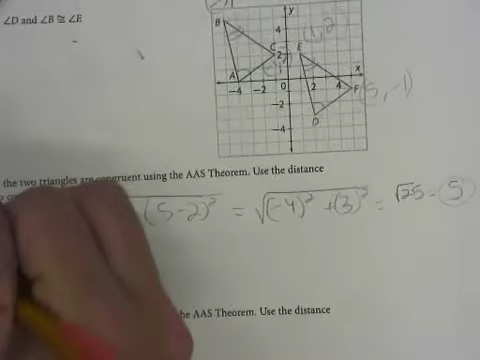 ∠D and ∠B ≅ ∠E
B
y
4
(1, 2)
C
2
E
A
x
-4 -2 0 2 4
F (5, -1)
-2
D
-4
the two triangles are congruent using the AAS Theorem. Use the distance
(5-2)² = √(-4)² + (3)² = √25 = 5
he AAS Theorem. Use the distance